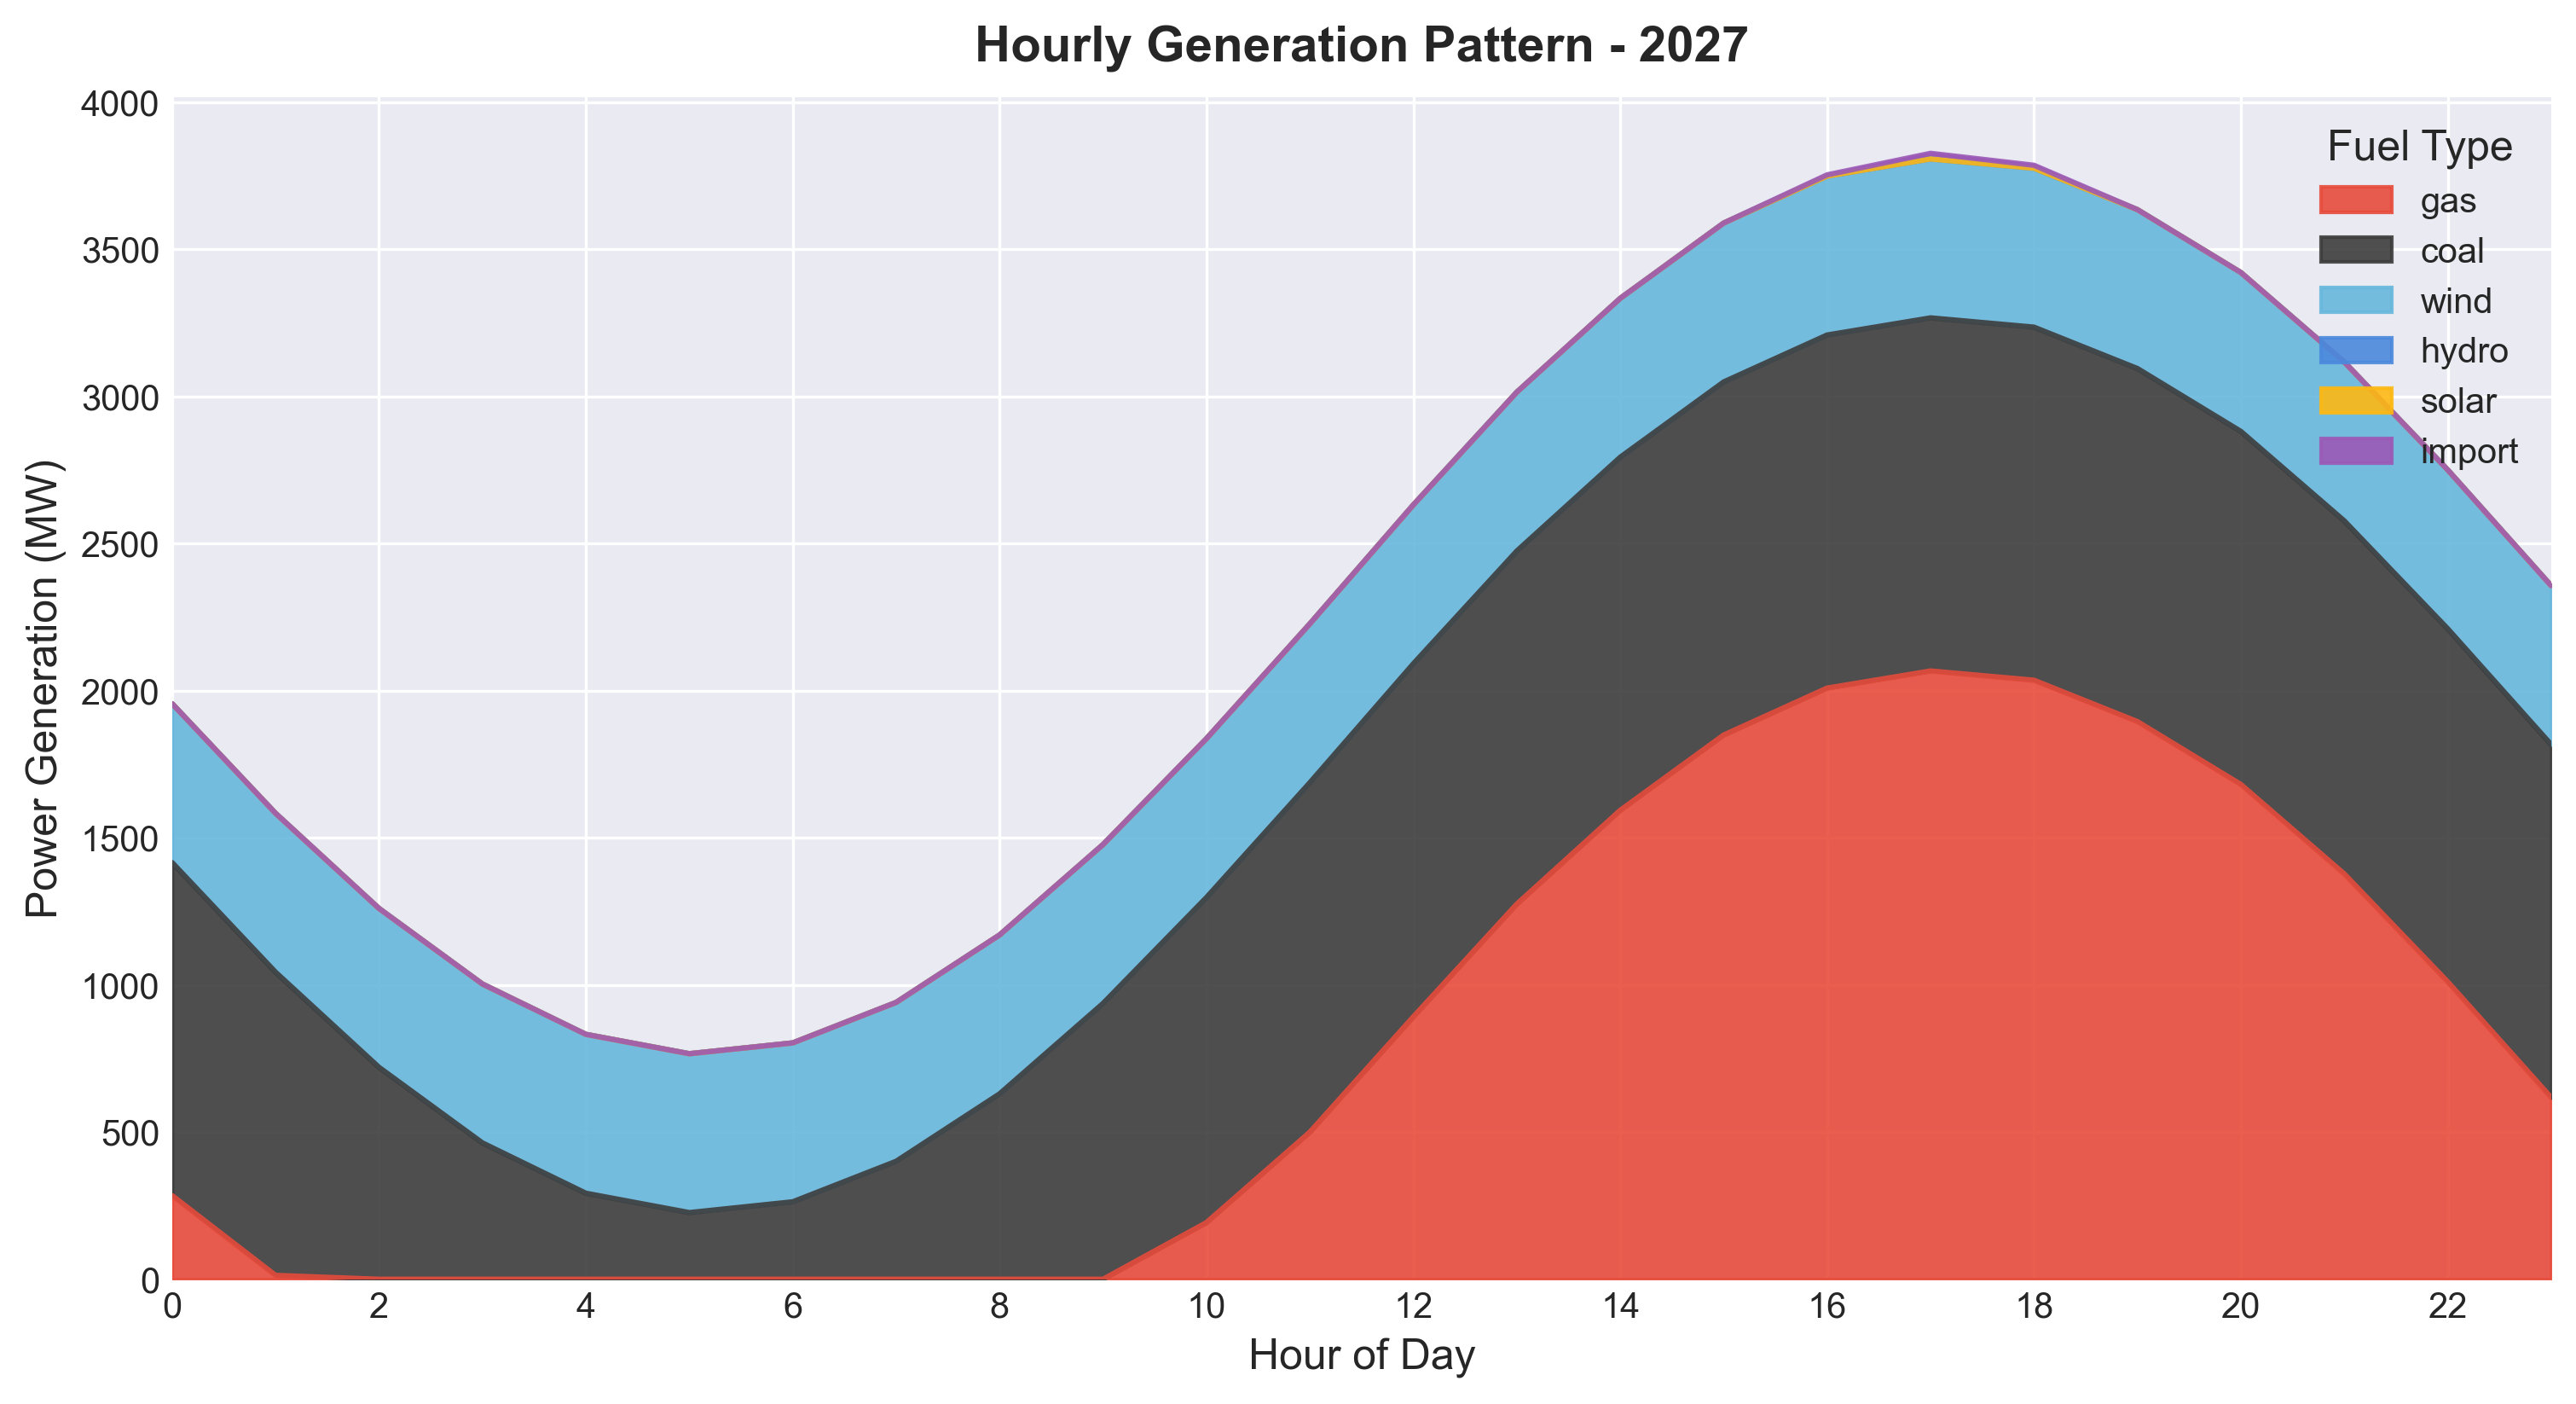 Hourly Generation Pattern - 2027
Power Generation (MW)
4000
3500
3000
2500
2000
1500
1000
500
0
0 2 4 6 8 10 12 14 16 18 20 22
Hour of Day
Fuel Type
gas
coal
wind
hydro
solar
import